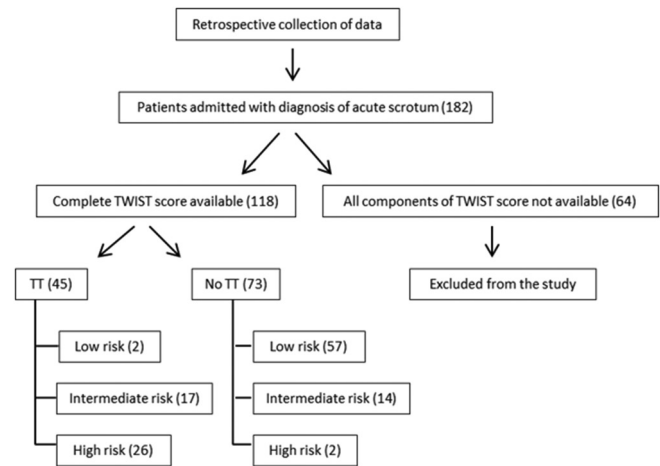 Retrospective collection of data
Patients admitted with diagnosis of acute scrotum (182)
Complete TWIST score available (118)
All components of TWIST score not available (64)
TT (45)
No TT (73)
Excluded from the study
Low risk (2)
Low risk (57)
Intermediate risk (17)
Intermediate risk (14)
High risk (26)
High risk (2)